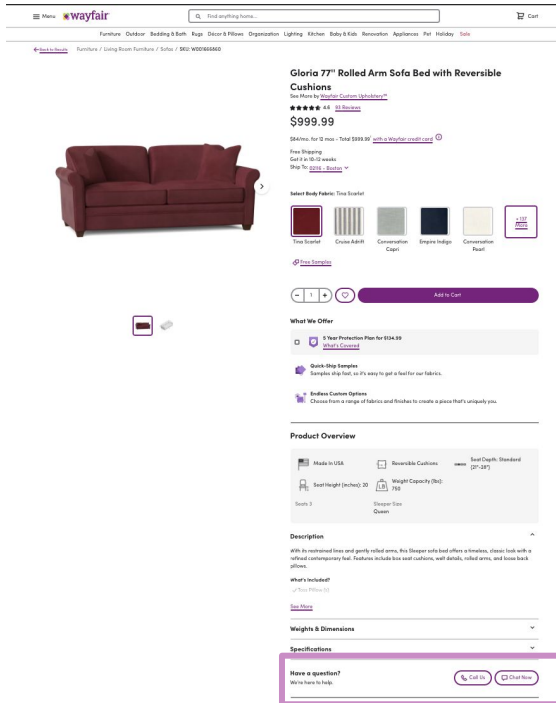 Menu wayfair Find anything home... Cart
Furniture Outdoor Bedding & Bath Rugs Décor & Pillows Organization Lighting Kitchen Baby & Kids Renovation Appliances Pet Holiday Sale
Back to Results Furniture / Living Room Furniture / Sofas / SKU: W001665860
Gloria 77" Rolled Arm Sofa Bed with Reversible
Cushions
See More by Wayfair Custom Upholstery™
4.6 93 Reviews
$999.99
$84/mo. for 12 mos - Total $999.99 with a Wayfair credit card
Free Shipping
Get it in 10-12 weeks
Ship To: 02116 - Boston
Select Body Fabric: Tina Scarlet
+ 137
More
Tina Scarlet Cruise Adrift Conversation Empire Indigo Conversation
Capri Pearl
Free Samples
- 1 + Add to Cart
What We Offer
5 Year Protection Plan for $134.99
What's Covered
Quick-Ship Samples
Samples ship fast, so it's easy to get a feel for our fabrics.
Endless Custom Options
Choose from a range of fabrics and finishes to create a piece that's uniquely you.
Product Overview
Made in USA Reversible Cushions Seat Depth: Standard
(21"-28")
Seat Height (inches): 20 LB Weight Capacity (lbs):
750
Seats 3 Sleeper Size
Queen
Description
With its restrained lines and gently rolled arms, this Sleeper sofa bed offers a timeless, classic look with a
refined contemporary feel. Features include box seat cushions, welt details, rolled arms, and loose back
pillows.
What's Included?
See More
Weights & Dimensions
Specifications
Have a question? Call Us Chat Now
We're here to help.